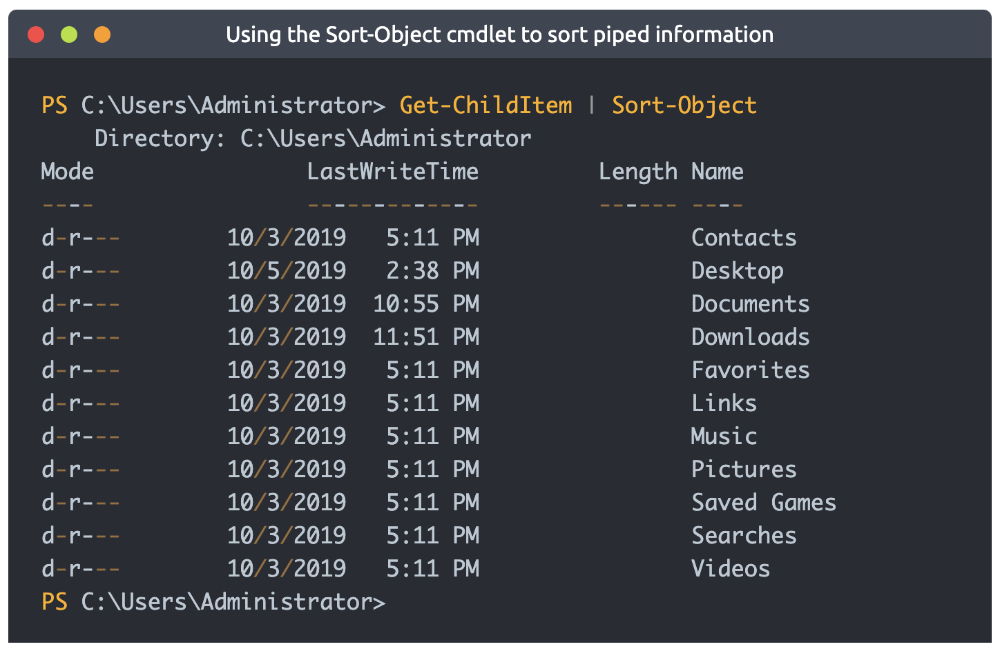 Using the Sort-Object cmdlet to sort piped information
PS C:\Users\Administrator> Get-ChildItem | Sort-Object
    Directory: C:\Users\Administrator
Mode                LastWriteTime         Length Name
----                -------------         ------ ----
d-r---        10/3/2019   5:11 PM                Contacts
d-r---        10/5/2019   2:38 PM                Desktop
d-r---        10/3/2019  10:55 PM                Documents
d-r---        10/3/2019  11:51 PM                Downloads
d-r---        10/3/2019   5:11 PM                Favorites
d-r---        10/3/2019   5:11 PM                Links
d-r---        10/3/2019   5:11 PM                Music
d-r---        10/3/2019   5:11 PM                Pictures
d-r---        10/3/2019   5:11 PM                Saved Games
d-r---        10/3/2019   5:11 PM                Searches
d-r---        10/3/2019   5:11 PM                Videos
PS C:\Users\Administrator>